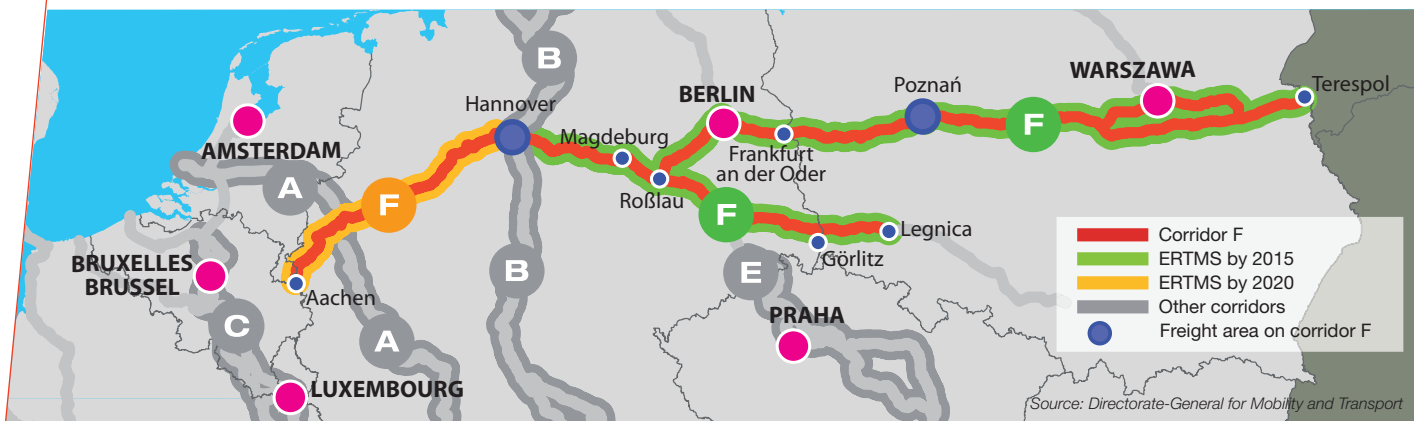 B
Hannover
Magdeburg
BERLIN
Poznań
WARSZAWA
Terespol
AMSTERDAM
A
F
Roßlau
Frankfurt
an der Oder
F
F
Legnica
Görlitz
BRUXELLES
BRUSSEL
Aachen
B
E
C
A
PRAHA
LUXEMBOURG
Corridor F
ERTMS by 2015
ERTMS by 2020
Other corridors
Freight area on corridor F
Source: Directorate-General for Mobility and Transport